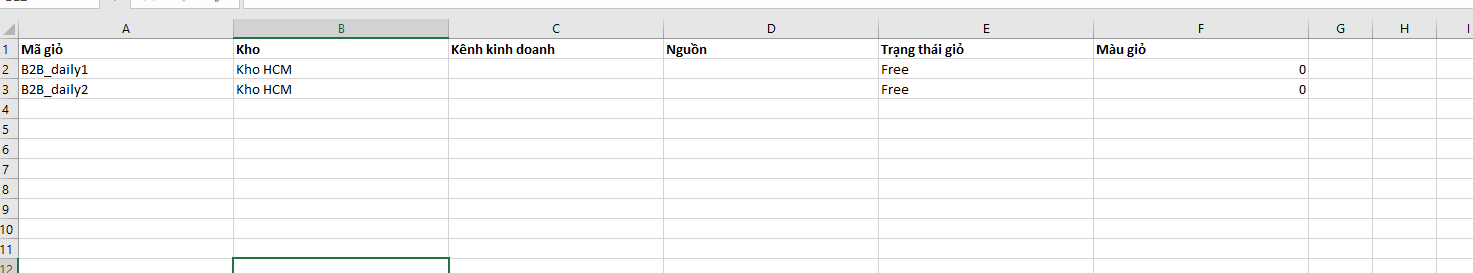 A B C D E F G H I
1 Mã giỏ Kho Kênh kinh doanh Nguồn Trạng thái giỏ Màu giỏ
2 B2B_daily1 Kho HCM Free 0
3 B2B_daily2 Kho HCM Free 0
4
5
6
7
8
9
10
11
12